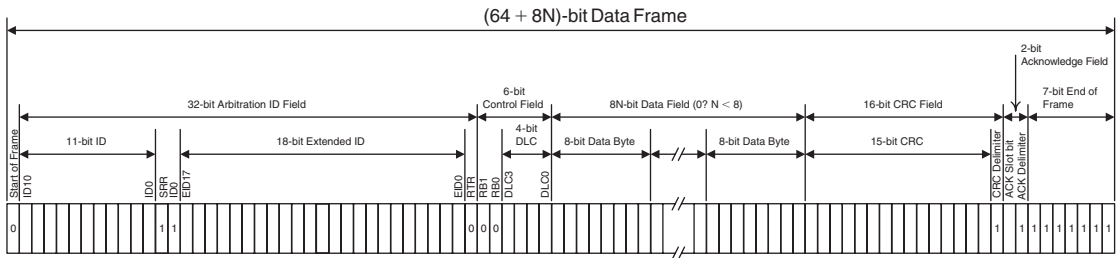 (64 + 8N)-bit Data Frame
2-bit
Acknowledge Field
6-bit
Control Field
7-bit End of
Frame
32-bit Arbitration ID Field
8N-bit Data Field (0? N < 8)
16-bit CRC Field
4-bit
DLC
11-bit ID
18-bit Extended ID
8-bit Data Byte
8-bit Data Byte
15-bit CRC
Start of Frame
ID10
ID0
SRR
ID0
EID17
EID0
RTR
RB1
RB0
DLC3
DLC0
CRC Delimiter
ACK Slot bit
ACK Delimiter
0 1 1 0 0 0 1 1 1 1 1 1 1 1 1